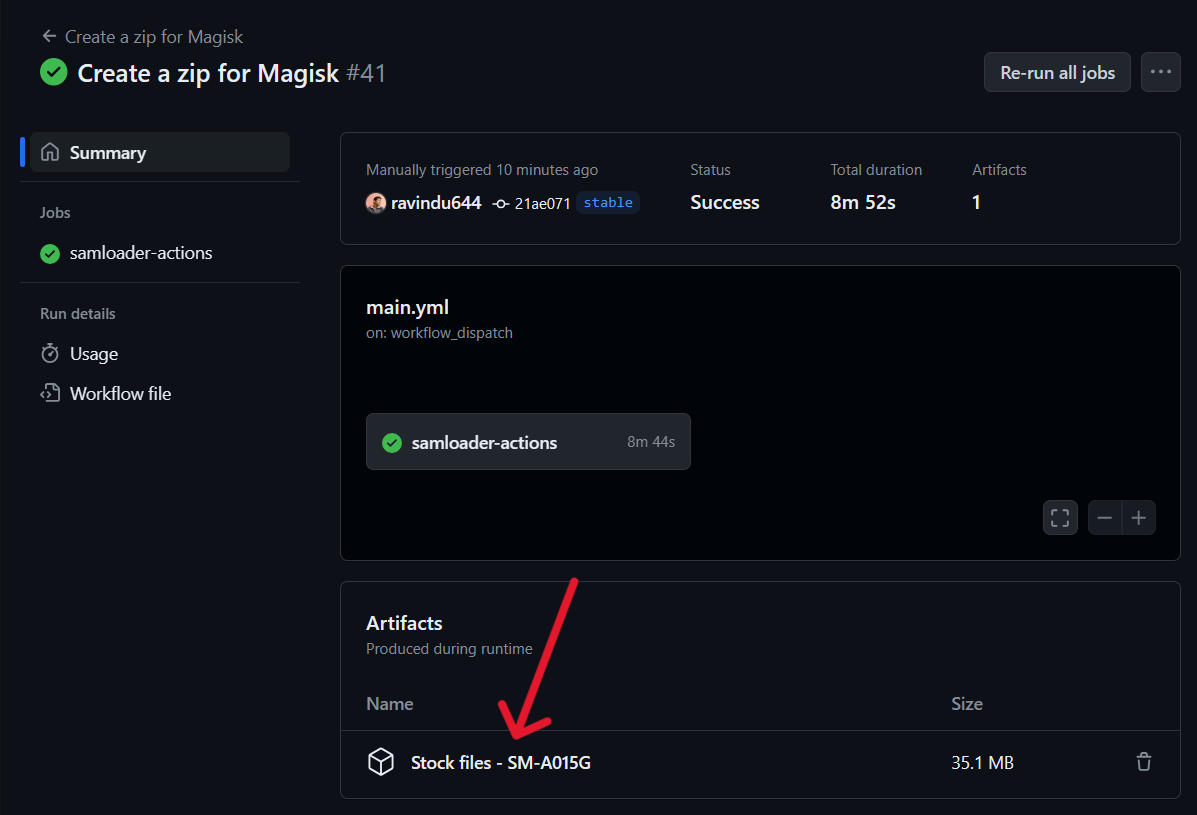 Create a zip for Magisk
Create a zip for Magisk #41
Re-run all jobs
Summary
Jobs
samloader-actions
Run details
Usage
Workflow file
Manually triggered 10 minutes ago
ravindu644 21ae071 stable
Status
Success
Total duration
8m 52s
Artifacts
1
main.yml
on: workflow_dispatch
samloader-actions 8m 44s
Artifacts
Produced during runtime
Name Size
Stock files - SM-A015G 35.1 MB